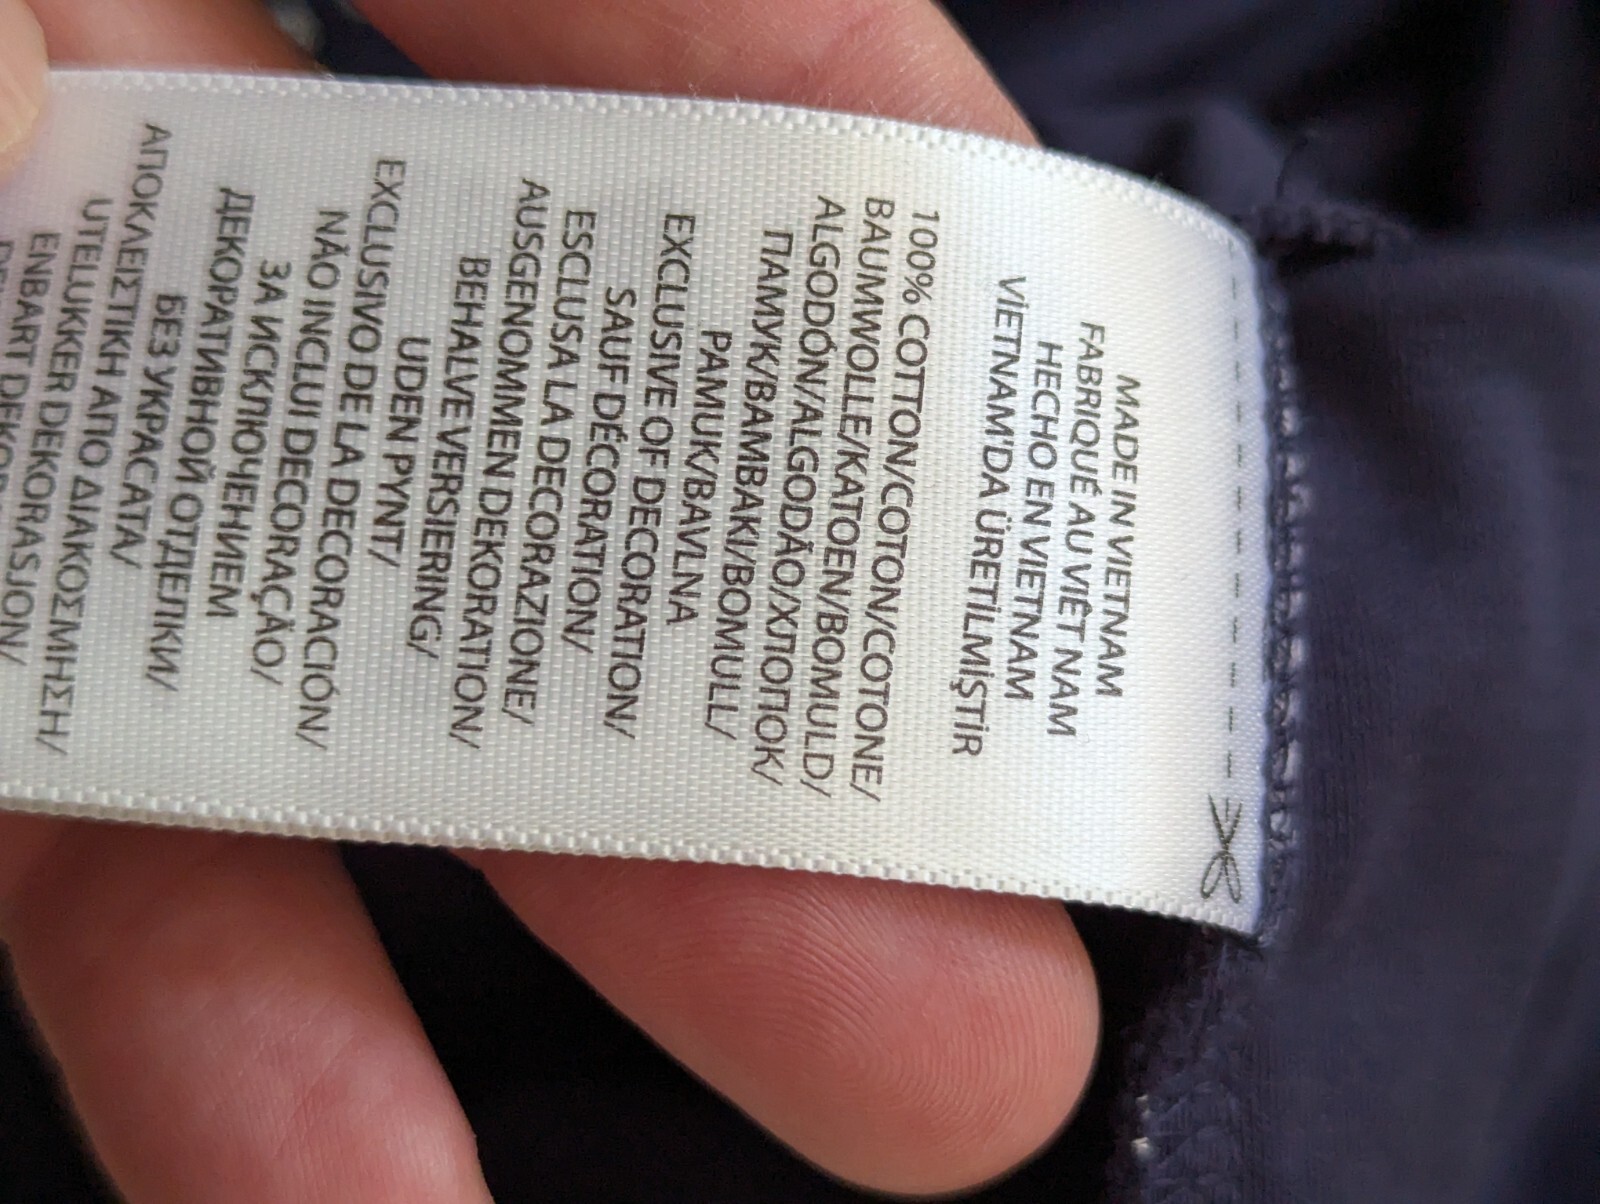 MADE IN VIETNAM
FABRIQUÉ AU VIÊT NAM
HECHO EN VIETNAM
VİETNAM'DA ÜRETİLMİŞTİR
100% COTTON/COTON/COTONE/
BAUMWOLLE/KATOEN/BOMULD/
ALGODÓN/ALGODÃO/ХЛОПОК/
ПАМУК/ΒΑΜΒΑΚΙ/BOMULL/
PAMUK/BAVLNA
EXCLUSIVE OF DECORATION/
SAUF DÉCORATION/
ESCLUSA LA DECORAZIONE/
AUSGENOMMEN DEKORATION/
BEHALVE VERSIERING/
UDEN PYNT/
EXCLUSIVO DE LA DECORACIÓN/
NÃO INCLUI DECORAÇÃO/
ЗА ИСКЛЮЧЕНИЕМ
ДЕКОРАТИВНОЙ ОТДЕЛКИ/
БЕЗ УКРАСАТА/
ΑΠΟΚΛΕΙΣΤΙΚΗ ΑΠΟ ΔΙΑΚΟΣΜΗΣΗ/
UTELUKKER DEKORASJON/
ENBART DEKOR